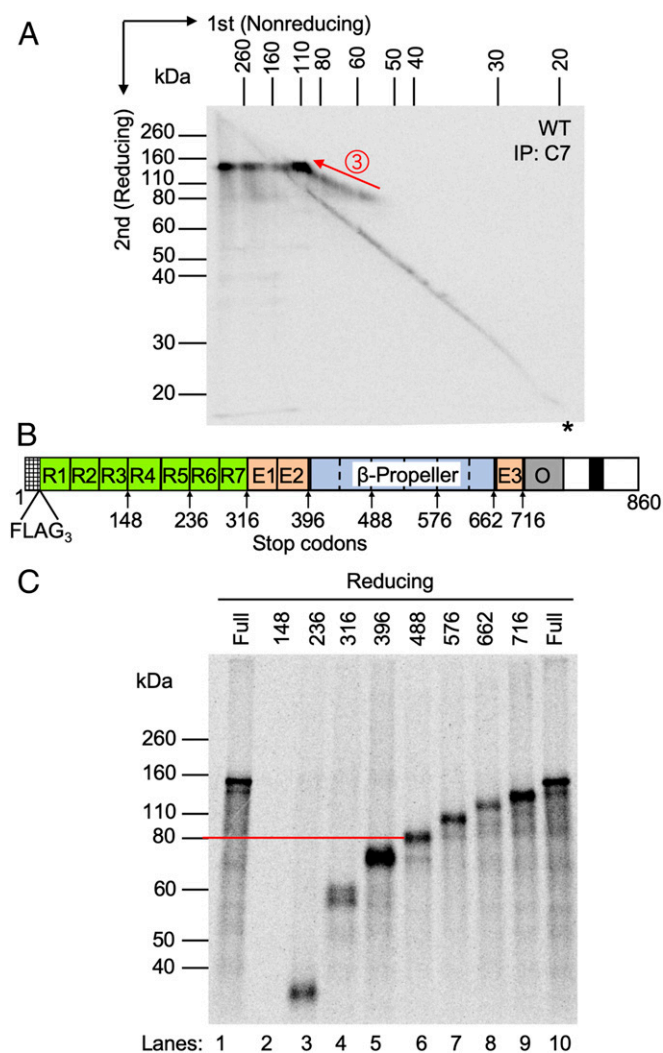 A
1st (Nonreducing)
2nd (Reducing)
kDa
260
160
110
80
60
50
40
30
20
260
160
110
80
60
50
40
30
20
WT
IP: C7
③
*
B
R1 R2 R3 R4 R5 R6 R7 E1 E2 β-Propeller E3 O
1 148 236 316 396 488 576 662 716 860
FLAG3
Stop codons
C
Reducing
Full 148 236 316 396 488 576 662 716 Full
kDa
260
160
110
80
60
50
40
Lanes: 1 2 3 4 5 6 7 8 9 10